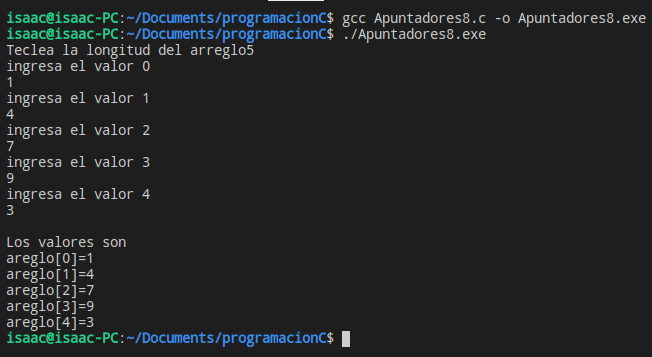 isaac@isaac-PC:~/Documents/programacionC$ gcc Apuntadores8.c -o Apuntadores8.exe
isaac@isaac-PC:~/Documents/programacionC$ ./Apuntadores8.exe
Teclea la longitud del arreglo5
ingresa el valor 0
1
ingresa el valor 1
4
ingresa el valor 2
7
ingresa el valor 3
9
ingresa el valor 4
3
Los valores son
areglo[0]=1
areglo[1]=4
areglo[2]=7
areglo[3]=9
areglo[4]=3
isaac@isaac-PC:~/Documents/programacionC$